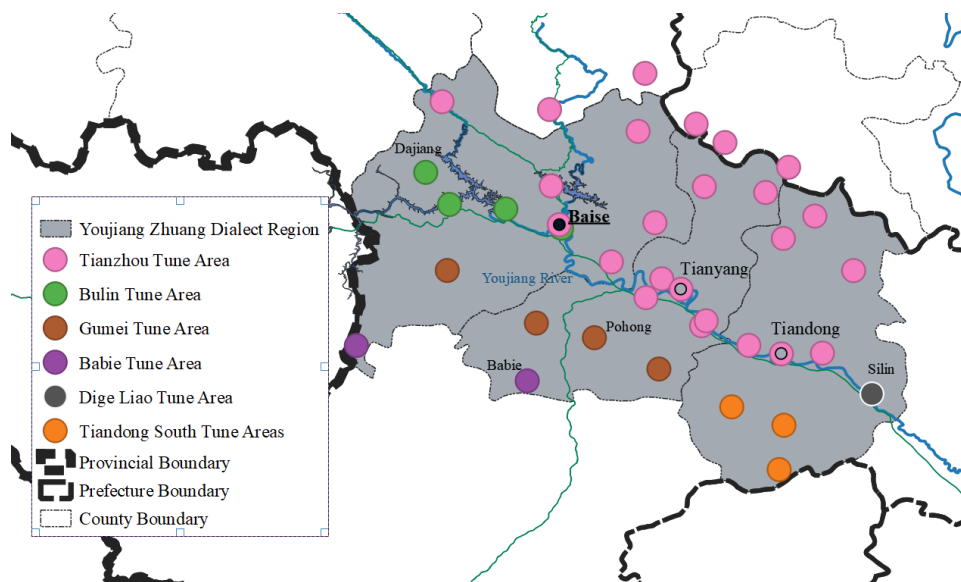 Dajiang
Baise
Youjiang River
Tianyang
Pohong
Tiandong
Babie
Silin
Youjiang Zhuang Dialect Region
Tianzhou Tune Area
Bulin Tune Area
Gumei Tune Area
Babie Tune Area
Dige Liao Tune Area
Tiandong South Tune Areas
Provincial Boundary
Prefecture Boundary
County Boundary